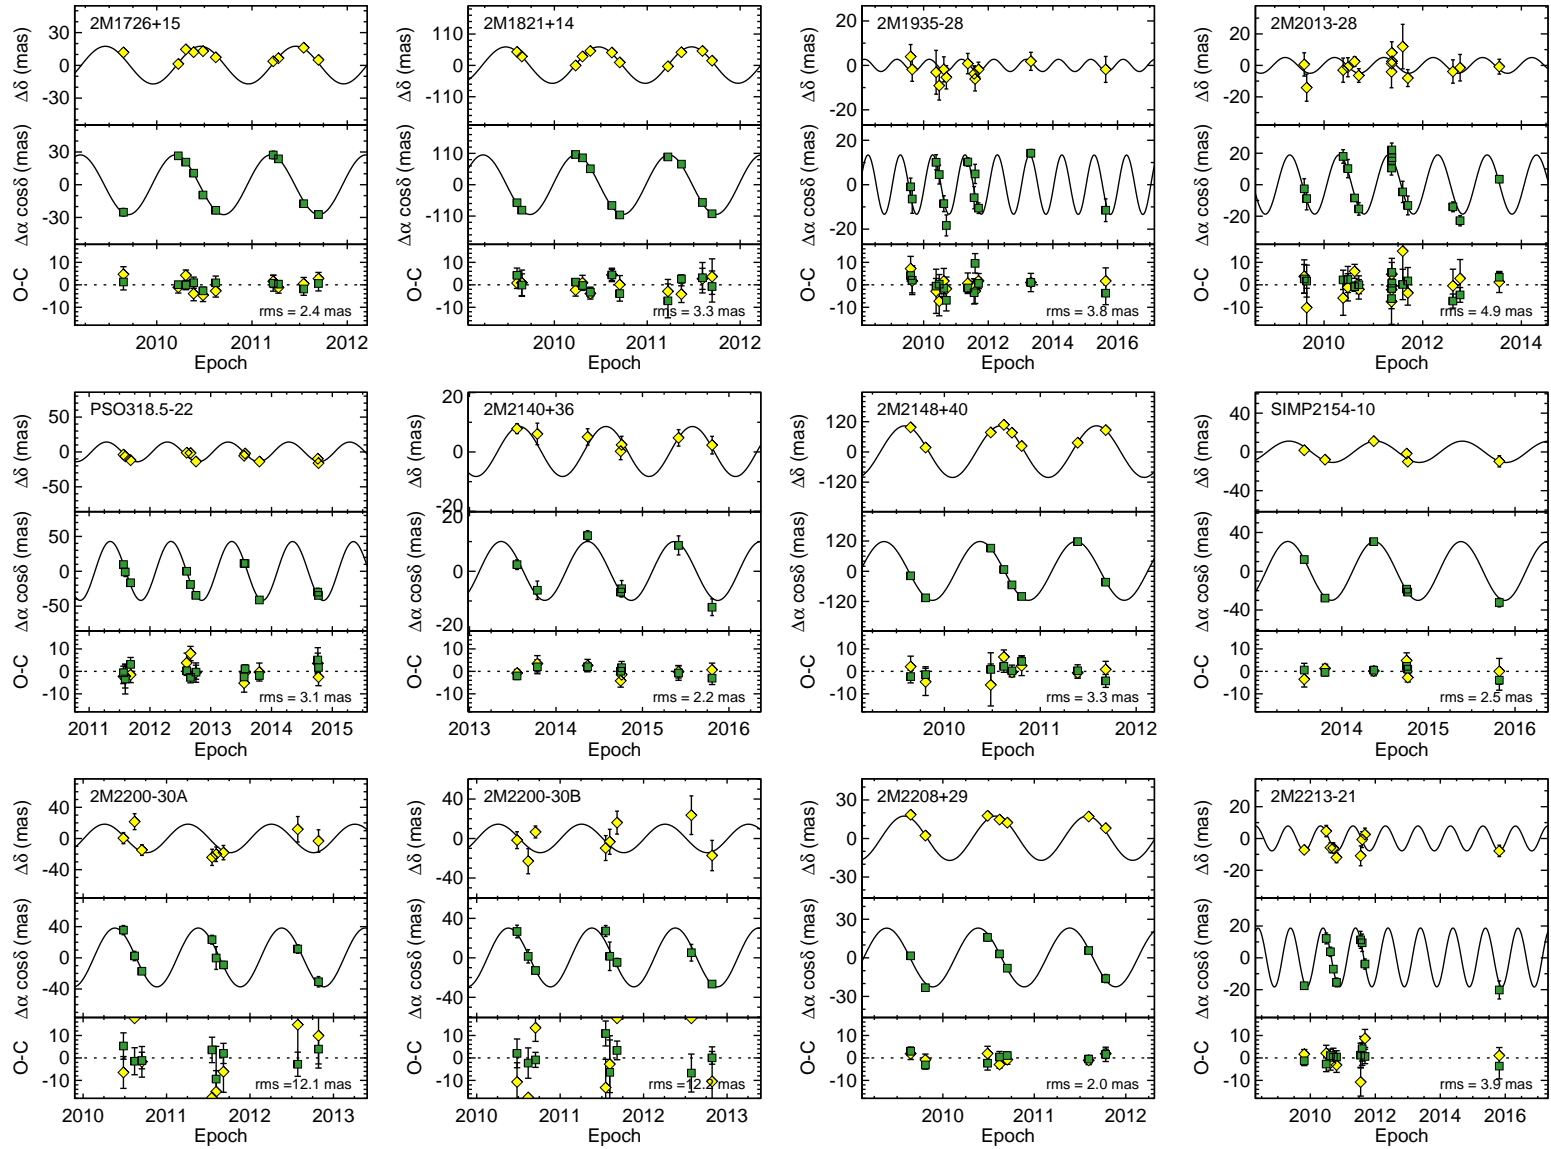 2M1726+15
Δδ (mas)
30
0
-30
Δα cosδ (mas)
30
0
-30
O-C
10
0
-10
rms = 2.4 mas
2010 2011 2012
Epoch
2M1821+14
Δδ (mas)
110
0
-110
Δα cosδ (mas)
110
0
-110
O-C
10
0
-10
rms = 3.3 mas
2010 2011 2012
Epoch
2M1935-28
Δδ (mas)
20
0
-20
Δα cosδ (mas)
20
0
-20
O-C
10
0
-10
rms = 3.8 mas
2010 2012 2014 2016
Epoch
2M2013-28
Δδ (mas)
20
0
-20
Δα cosδ (mas)
20
0
-20
O-C
10
0
-10
rms = 4.9 mas
2010 2012 2014
Epoch
PSO318.5-22
Δδ (mas)
50
0
-50
Δα cosδ (mas)
50
0
-50
O-C
10
0
-10
rms = 3.1 mas
2011 2012 2013 2014 2015
Epoch
2M2140+36
Δδ (mas)
20
0
-20
Δα cosδ (mas)
20
0
-20
O-C
10
0
-10
rms = 2.2 mas
2013 2014 2015 2016
Epoch
2M2148+40
Δδ (mas)
120
0
-120
Δα cosδ (mas)
120
0
-120
O-C
10
0
-10
rms = 3.3 mas
2010 2011 2012
Epoch
SIMP2154-10
Δδ (mas)
40
0
-40
Δα cosδ (mas)
40
0
-40
O-C
10
0
-10
rms = 2.5 mas
2014 2015 2016
Epoch
2M2200-30A
Δδ (mas)
40
0
-40
Δα cosδ (mas)
40
0
-40
O-C
10
0
-10
rms =12.1 mas
2010 2011 2012 2013
Epoch
2M2200-30B
Δδ (mas)
40
0
-40
Δα cosδ (mas)
40
0
-40
O-C
10
0
-10
rms =12.2 mas
2010 2011 2012 2013
Epoch
2M2208+29
Δδ (mas)
30
0
-30
Δα cosδ (mas)
30
0
-30
O-C
10
0
-10
rms = 2.0 mas
2010 2011 2012
Epoch
2M2213-21
Δδ (mas)
20
0
-20
Δα cosδ (mas)
20
0
-20
O-C
10
0
-10
rms = 3.9 mas
2010 2012 2014 2016
Epoch